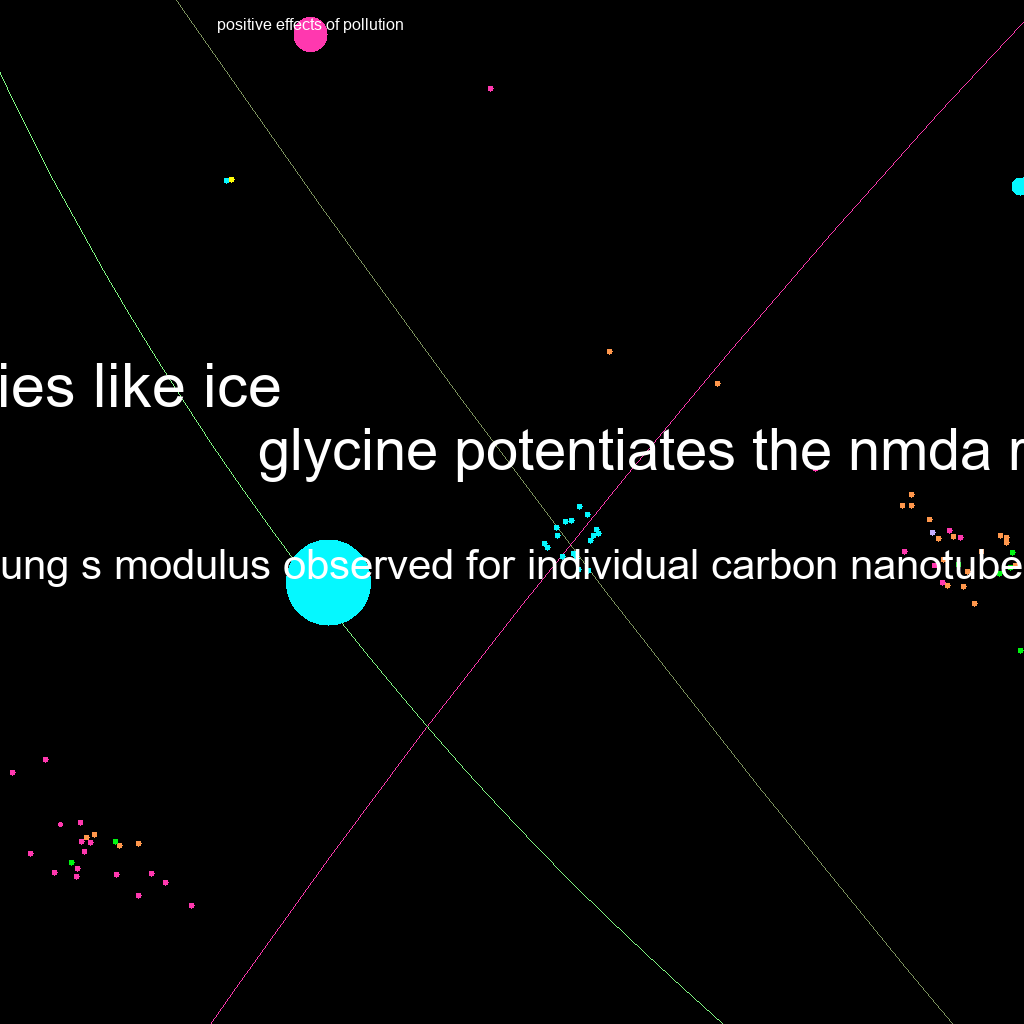 positive effects of pollution
ies like ice
glycine potentiates the nmda r
ung s modulus observed for individual carbon nanotube